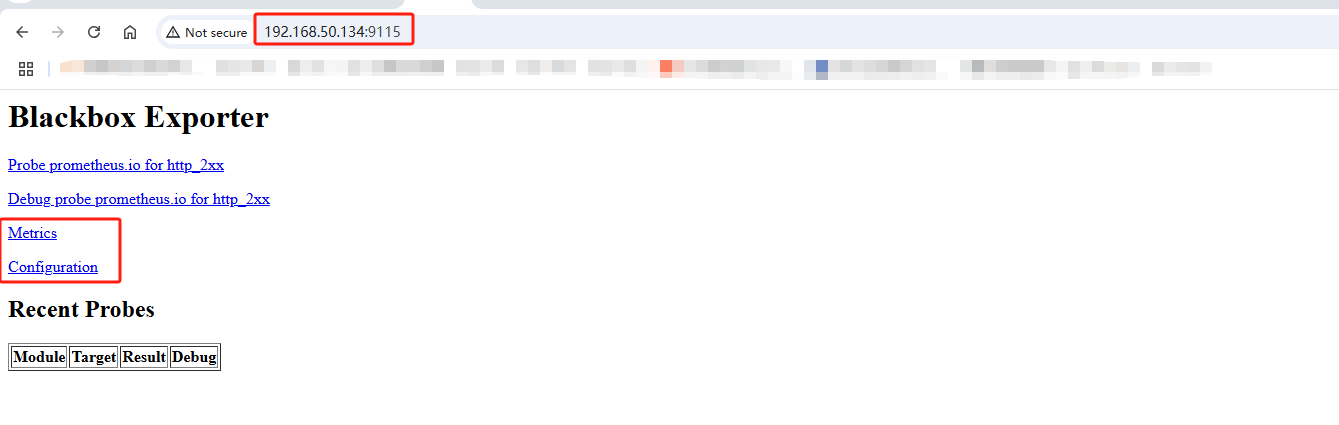 Not secure 192.168.50.134:9115
Blackbox Exporter
Probe prometheus.io for http_2xx
Debug probe prometheus.io for http_2xx
Metrics
Configuration
Recent Probes
Module Target Result Debug